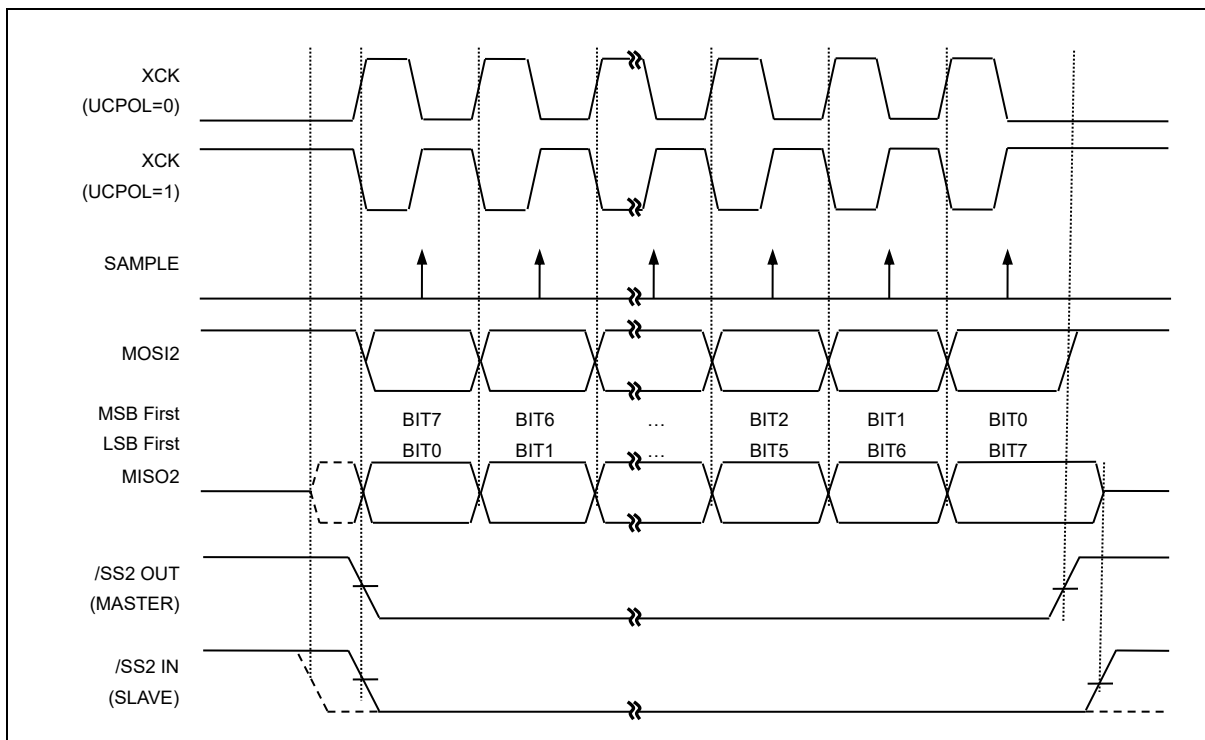 XCK
(UCPOL=0)
XCK
(UCPOL=1)
SAMPLE
MOSI2
MSB First BIT7 BIT6 … BIT2 BIT1 BIT0
LSB First BIT0 BIT1 … BIT5 BIT6 BIT7
MISO2
/SS2 OUT
(MASTER)
/SS2 IN
(SLAVE)